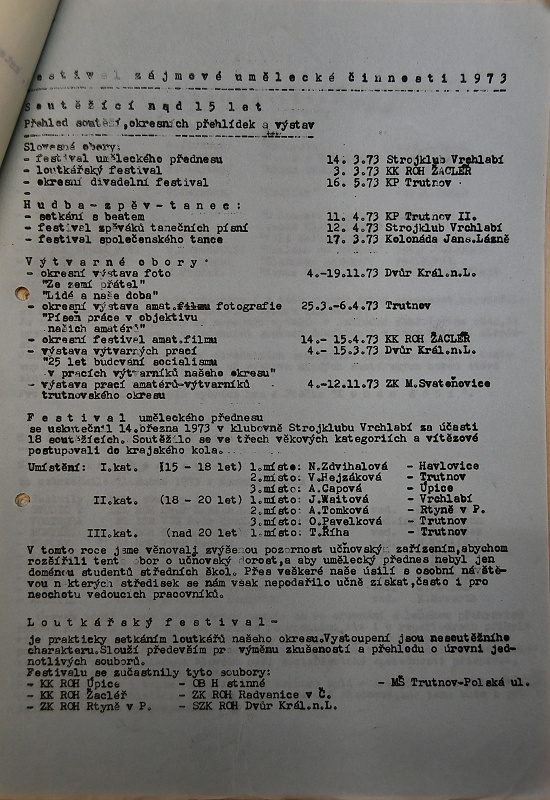 Festival zájmové umělecké činnosti 1973
Soutěžící nad 15 let
Přehled soutěží,okresních přehlídek a výstav
Slovesné obory:
- festival uměleckého přednesu 14. 3.73 Strojklub Vrchlabí
- loutkářský festival 3. 3.73 KK ROH ŽACLÉŘ
- okresní divadelní festival 16. 5.73 KP Trutnov
-
Hudba-zpěv-tanec:
- setkání s beatem 11. 4.73 KP Trutnov II.
- festival zpěváků tanečních písní 12. 4.73 Strojklub Vrchlabí
- festival společenského tance 17. 3.73 Kolonáda Jans.Lázně
Výtvarné obory:
- okresní výstava foto 4.-19.11.73 Dvůr Král.n.L.
"Ze zemí přátel"
"Lidé a naše doba"
- okresní výstava amat.filmu fotografie 25.3.-6.4.73 Trutnov
"Píseň práce v objektivu
našich amatérů"
- okresní festival amat.filmu 14.- 15.4.73 KK ROH ŽACLÉŘ
- výstava výtvarných prací 4.- 15.3.73 Dvůr Král.n.L.
"25 let budování socialismu
v pracích výtvarníků našeho okresu"
- výstava prací amatérů-výtvarníků 4.-12.11.73 ZK M.Svatoňovice
trutnovského okresu
Festival uměleckého přednesu
se uskutečnil 14.března 1973 v klubovně Strojklubu Vrchlabí za účasti
18 soutěžících. Soutěžilo se ve třech věkových kategoriích a vítězové
postupovali do krajského kola.
Umístění: I.kat. (15 - 18 let) 1.místo: N.Zdvihalová - Havlovice
2.místo: V.Hejzáková - Trutnov
3.místo: A.Capová - Úpice
II.kat. (18 - 20 let) 1.místo: J.Waitová - Vrchlabí
2.místo: A.Tomková - Rtyně v P.
3.místo: O.Pavelková - Trutnov
III.kat. (nad 20 let 1.místo: T.Říha - Trutnov
V tomto roce jsme věnovali zvýšenou pozornost učňovským zařízením,abychom
rozšířili tento obor o učňovský dorost,a aby umělecký přednes nebyl jen
doménou studentů středních škol. Přes veškeré naše úsilí s osobní návště-
vou některých středisek se nám však nepodařilo učně získat,často i pro
neochotu vedoucích pracovníků.
Loutkářský festival-
je prakticky setkáním loutkářů našeho okresu.Vystoupení jsou nesoutěžního
charakteru.Slouží především pro výměnu zkušeností a přehledu o úrovni jed-
notlivých souborů.
Festivalu se zúčastnily tyto soubory:
- KK ROH Úpice - OB H stinné - MŠ Trutnov-Polská ul.
- KK ROH Žacléř - ZK ROH Radvanice v Č.
- ZK ROH Rtyně v P. - SZK ROH Dvůr Král.n.L.